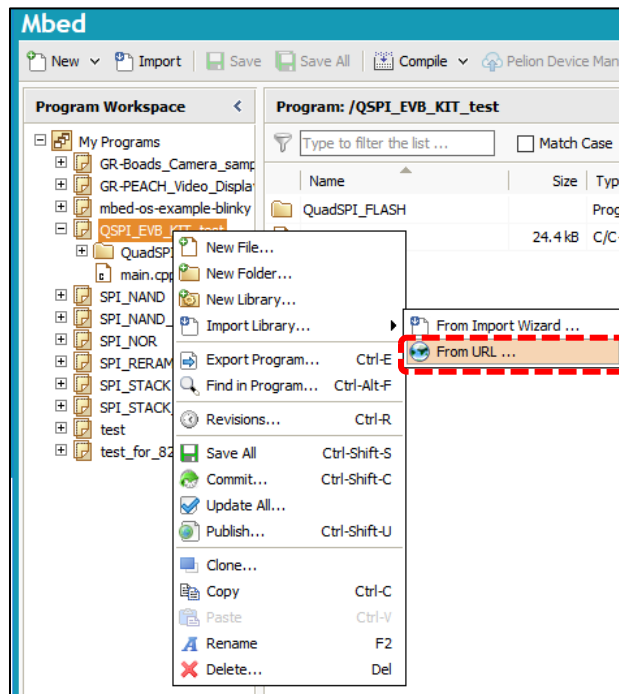 Mbed
New Import Save Save All Compile Pelion Device Man
Program Workspace <
Program: /QSPI_EVB_KIT_test
Type to filter the list ... Match Case
Name Size Typ
QuadSPI_FLASH Prog
24.4 kB C/C
My Programs
GR-Boads_Camera_samp
GR-PEACH_Video_Displa
mbed-os-example-blinky
QSPI_EVB_KIT_test
QuadSPI
main.cpp
SPI_NAND
SPI_NAND_
SPI_NOR
SPI_RERAM
SPI_STACK
SPI_STACK_
test
test_for_82
New File...
New Folder...
New Library...
Import Library...
Export Program... Ctrl-E
Find in Program... Ctrl-Alt-F
Revisions... Ctrl-R
Save All Ctrl-Shift-S
Commit... Ctrl-Shift-C
Update All...
Publish... Ctrl-Shift-U
Clone...
Copy Ctrl-C
Paste Ctrl-V
Rename F2
Delete... Del
From Import Wizard ...
From URL ...